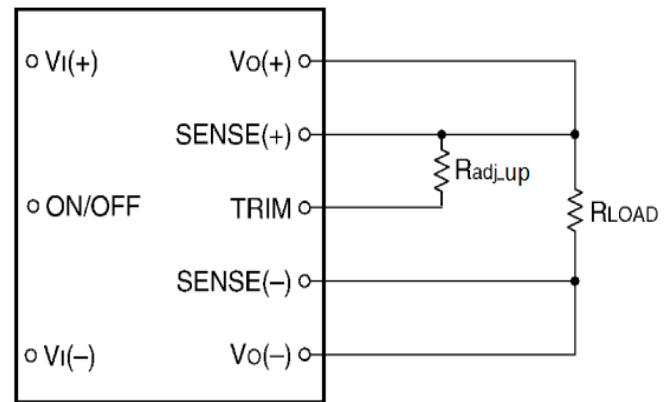 VI(+) VO(+)
SENSE(+)
Radj_up
ON/OFF TRIM RLOAD
SENSE(–)
VI(–) VO(–)